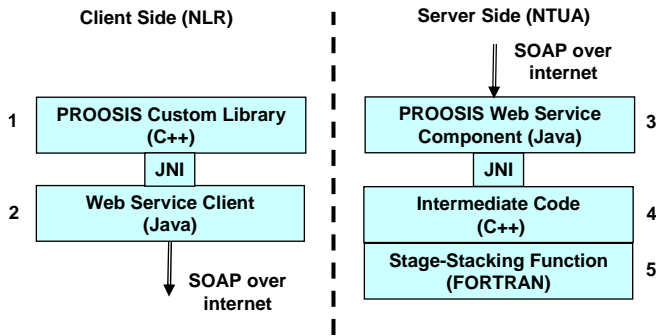 Client Side (NLR)
1
PROOSIS Custom Library
(C++)
JNI
2
Web Service Client
(Java)
SOAP over
internet
Server Side (NTUA)
SOAP over
internet
PROOSIS Web Service
Component (Java)
3
JNI
Intermediate Code
(C++)
4
Stage-Stacking Function
(FORTRAN)
5